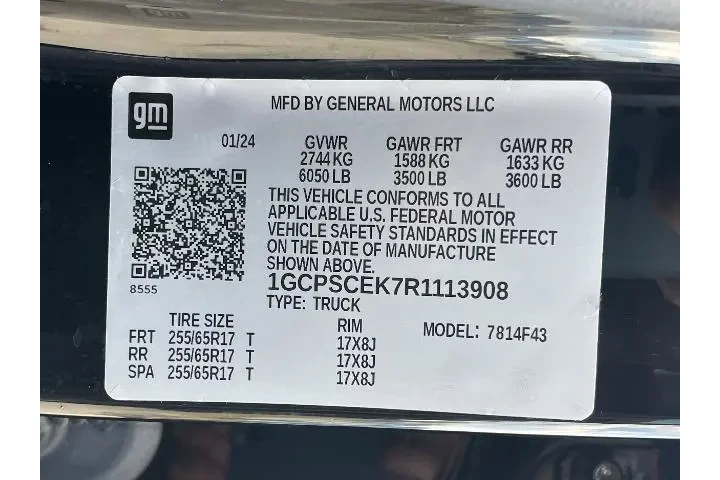 gm
MFD BY GENERAL MOTORS LLC
01/24 GVWR GAWR FRT GAWR RR
2744 KG 1588 KG 1633 KG
6050 LB 3500 LB 3600 LB
THIS VEHICLE CONFORMS TO ALL
APPLICABLE U.S. FEDERAL MOTOR
VEHICLE SAFETY STANDARDS IN EFFECT
ON THE DATE OF MANUFACTURE
SHOWN ABOVE.
8555
1GCPSCEK7R1113908
TYPE: TRUCK
TIRE SIZE RIM MODEL: 7814F43
FRT 255/65R17 T 17X8J
RR 255/65R17 T 17X8J
SPA 255/65R17 T 17X8J